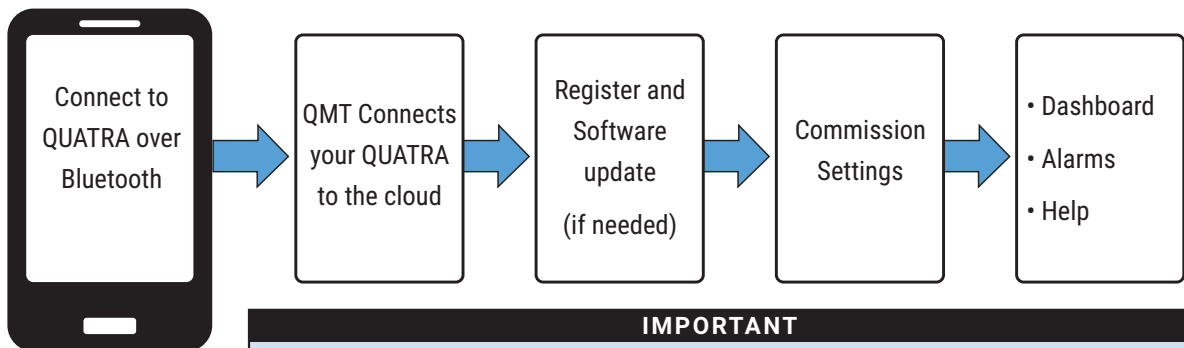 Connect to
QUATRA over
Bluetooth
QMT Connects
your QUATRA
to the cloud
Register and
Software
update
(if needed)
Commission
Settings
• Dashboard
• Alarms
• Help
IMPORTANT